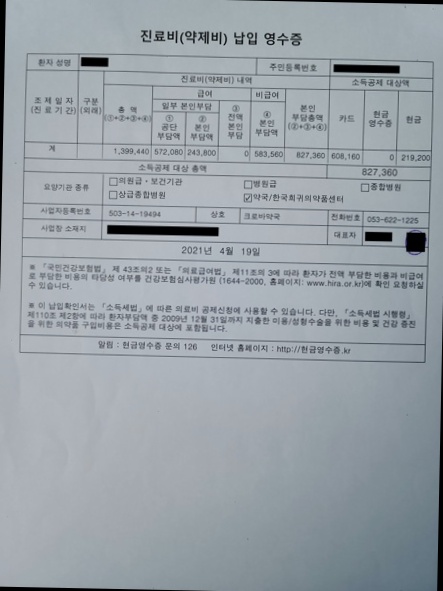 진료비(약제비) 납입 영수증
환자 성명
주민등록번호
진료비(약제비) 내역
소득공제 대상액
조 제 일 자
(진 료 기 간)
구분
(외래)
총 액
(①+②+③+④)
급여
일부 본인부담
①
공단
부담액
②
본인
부담액
③
전액
본인
부담
비급여
④
본인
부담액
본인
부담총액
(②+③+④)
카드
현금
영수증
현금
계 1,399,440 572,080 243,800 0 583,560 827,360 608,160 0 219,200
소득공제 대상 총액 827,360
요양기관 종류
의원급·보건기관 병원급 종합병원
상급종합병원 약국/한국희귀의약품센터
사업자등록번호 503-14-19494 상호 크로바약국 전화번호 053-622-1225
사업장 소재지 대표자
2021년 4월 19일
※ 「국민건강보험법」 제 43조의2 또는 「의료급여법」 제11조의 3에 따라 환자가 전액 부담한 비용과 비급여
로 부담한 비용의 타당성 여부를 건강보험심사평가원 (1644-2000, 홈페이지: www.hira.or.kr)에 확인 요청하실
수 있습니다.
※ 이 납입확인서는 「소득세법」에 따른 의료비 공제신청에 사용할 수 있습니다. 다만, 「소득세법 시행령」
제110조 제2항에 따라 환자부담액 중 2009년 12월 31일까지 지출한 미용/성형수술을 위한 비용 및 건강 증진
을 위한 의약품 구입비용은 소득공제 대상에 포함됩니다.
알림 : 현금영수증 문의 126 인터넷 홈페이지 : http://현금영수증.kr